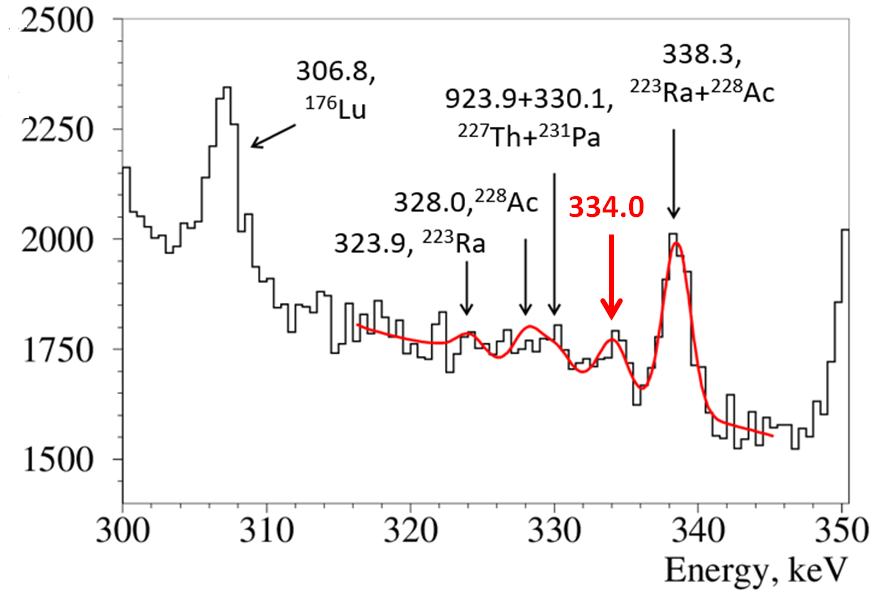 2500
2250
2000
1750
1500
306.8,
¹⁷⁶Lu
923.9+330.1,
²²⁷Th+²³¹Pa
328.0,²²⁸Ac
323.9, ²²³Ra
334.0
338.3,
²²³Ra+²²⁸Ac
300 310 320 330 340 350
Energy, keV